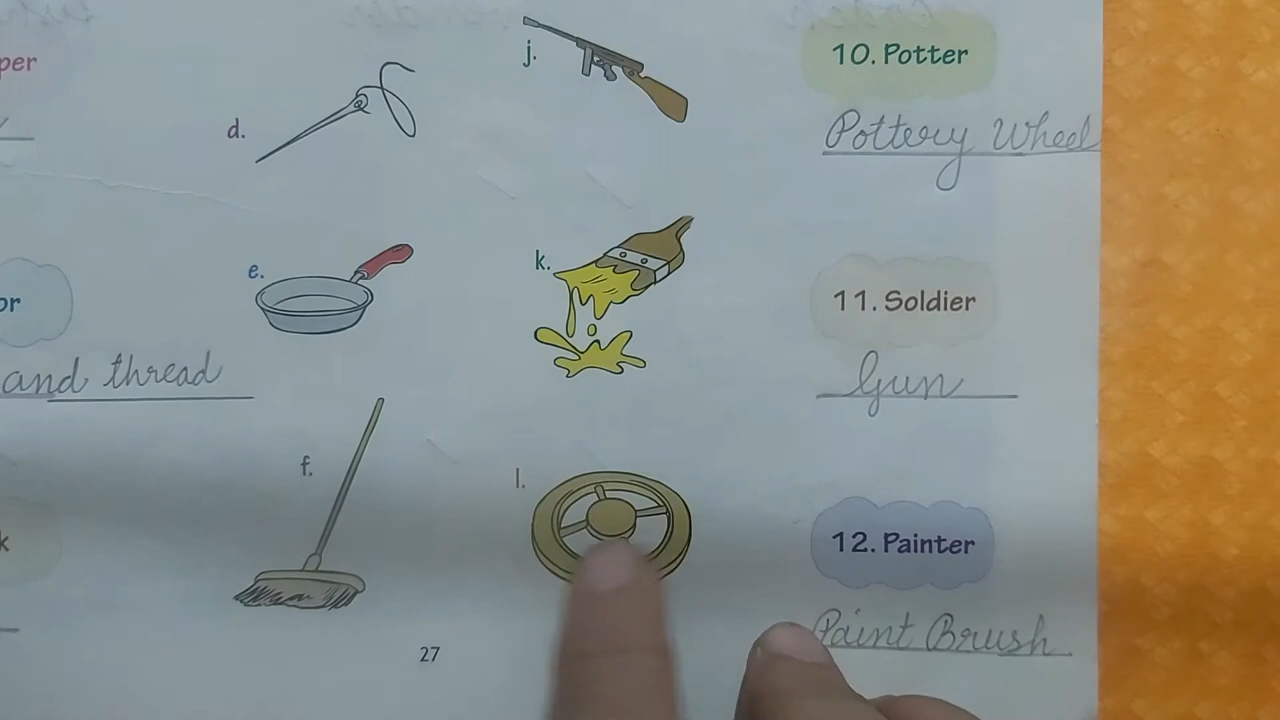 per
d.
j.
10. Potter
Pottery Wheel
e.
k.
or
11. Soldier
and thread
Gun
f.
l.
k
12. Painter
Paint Brush
27